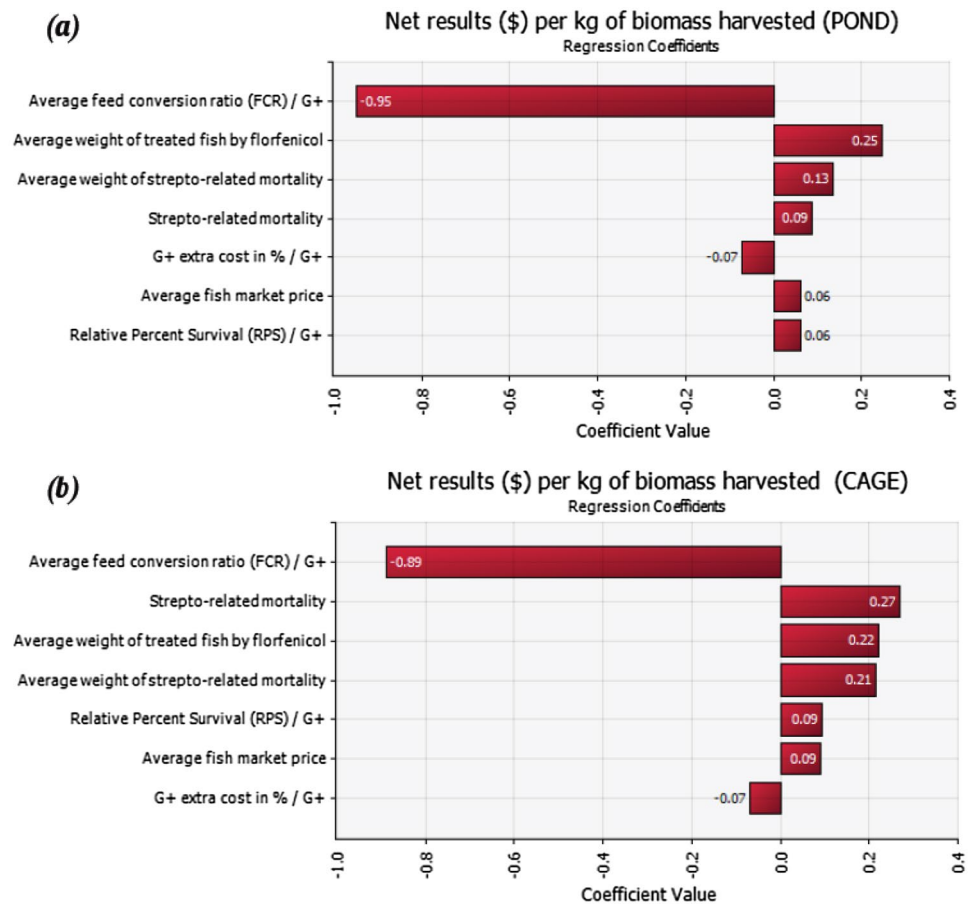 (a)
Net results ($) per kg of biomass harvested (POND)
Regression Coefficients
Average feed conversion ratio (FCR) / G+
-0.95
Average weight of treated fish by florfenicol
0.25
Average weight of strepto-related mortality
0.13
Strepto-related mortality
0.09
G+ extra cost in % / G+
-0.07
Average fish market price
0.06
Relative Percent Survival (RPS) / G+
0.06
-1.0 -0.8 -0.6 -0.4 -0.2 0.0 0.2 0.4
Coefficient Value
(b)
Net results ($) per kg of biomass harvested (CAGE)
Regression Coefficients
Average feed conversion ratio (FCR) / G+
-0.89
Strepto-related mortality
0.27
Average weight of treated fish by florfenicol
0.22
Average weight of strepto-related mortality
0.21
Relative Percent Survival (RPS) / G+
0.09
Average fish market price
0.09
G+ extra cost in % / G+
-0.07
-1.0 -0.8 -0.6 -0.4 -0.2 0.0 0.2 0.4
Coefficient Value